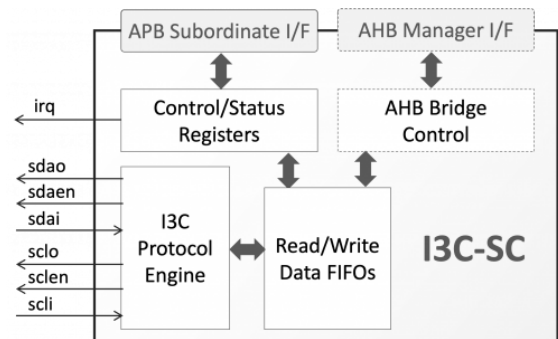 APB Subordinate I/F
AHB Manager I/F
irq
Control/Status
Registers
AHB Bridge
Control
sdao
sdaen
sdai
sclo
sclen
scli
I3C
Protocol
Engine
Read/Write
Data FIFOs
I3C-SC